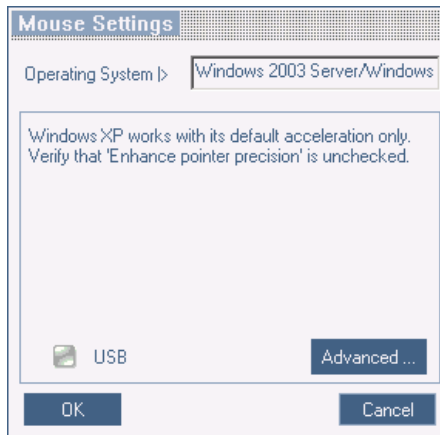 Mouse Settings
Operating System |> Windows 2003 Server/Windows
Windows XP works with its default acceleration only.
Verify that 'Enhance pointer precision' is unchecked.
USB Advanced ...
OK Cancel